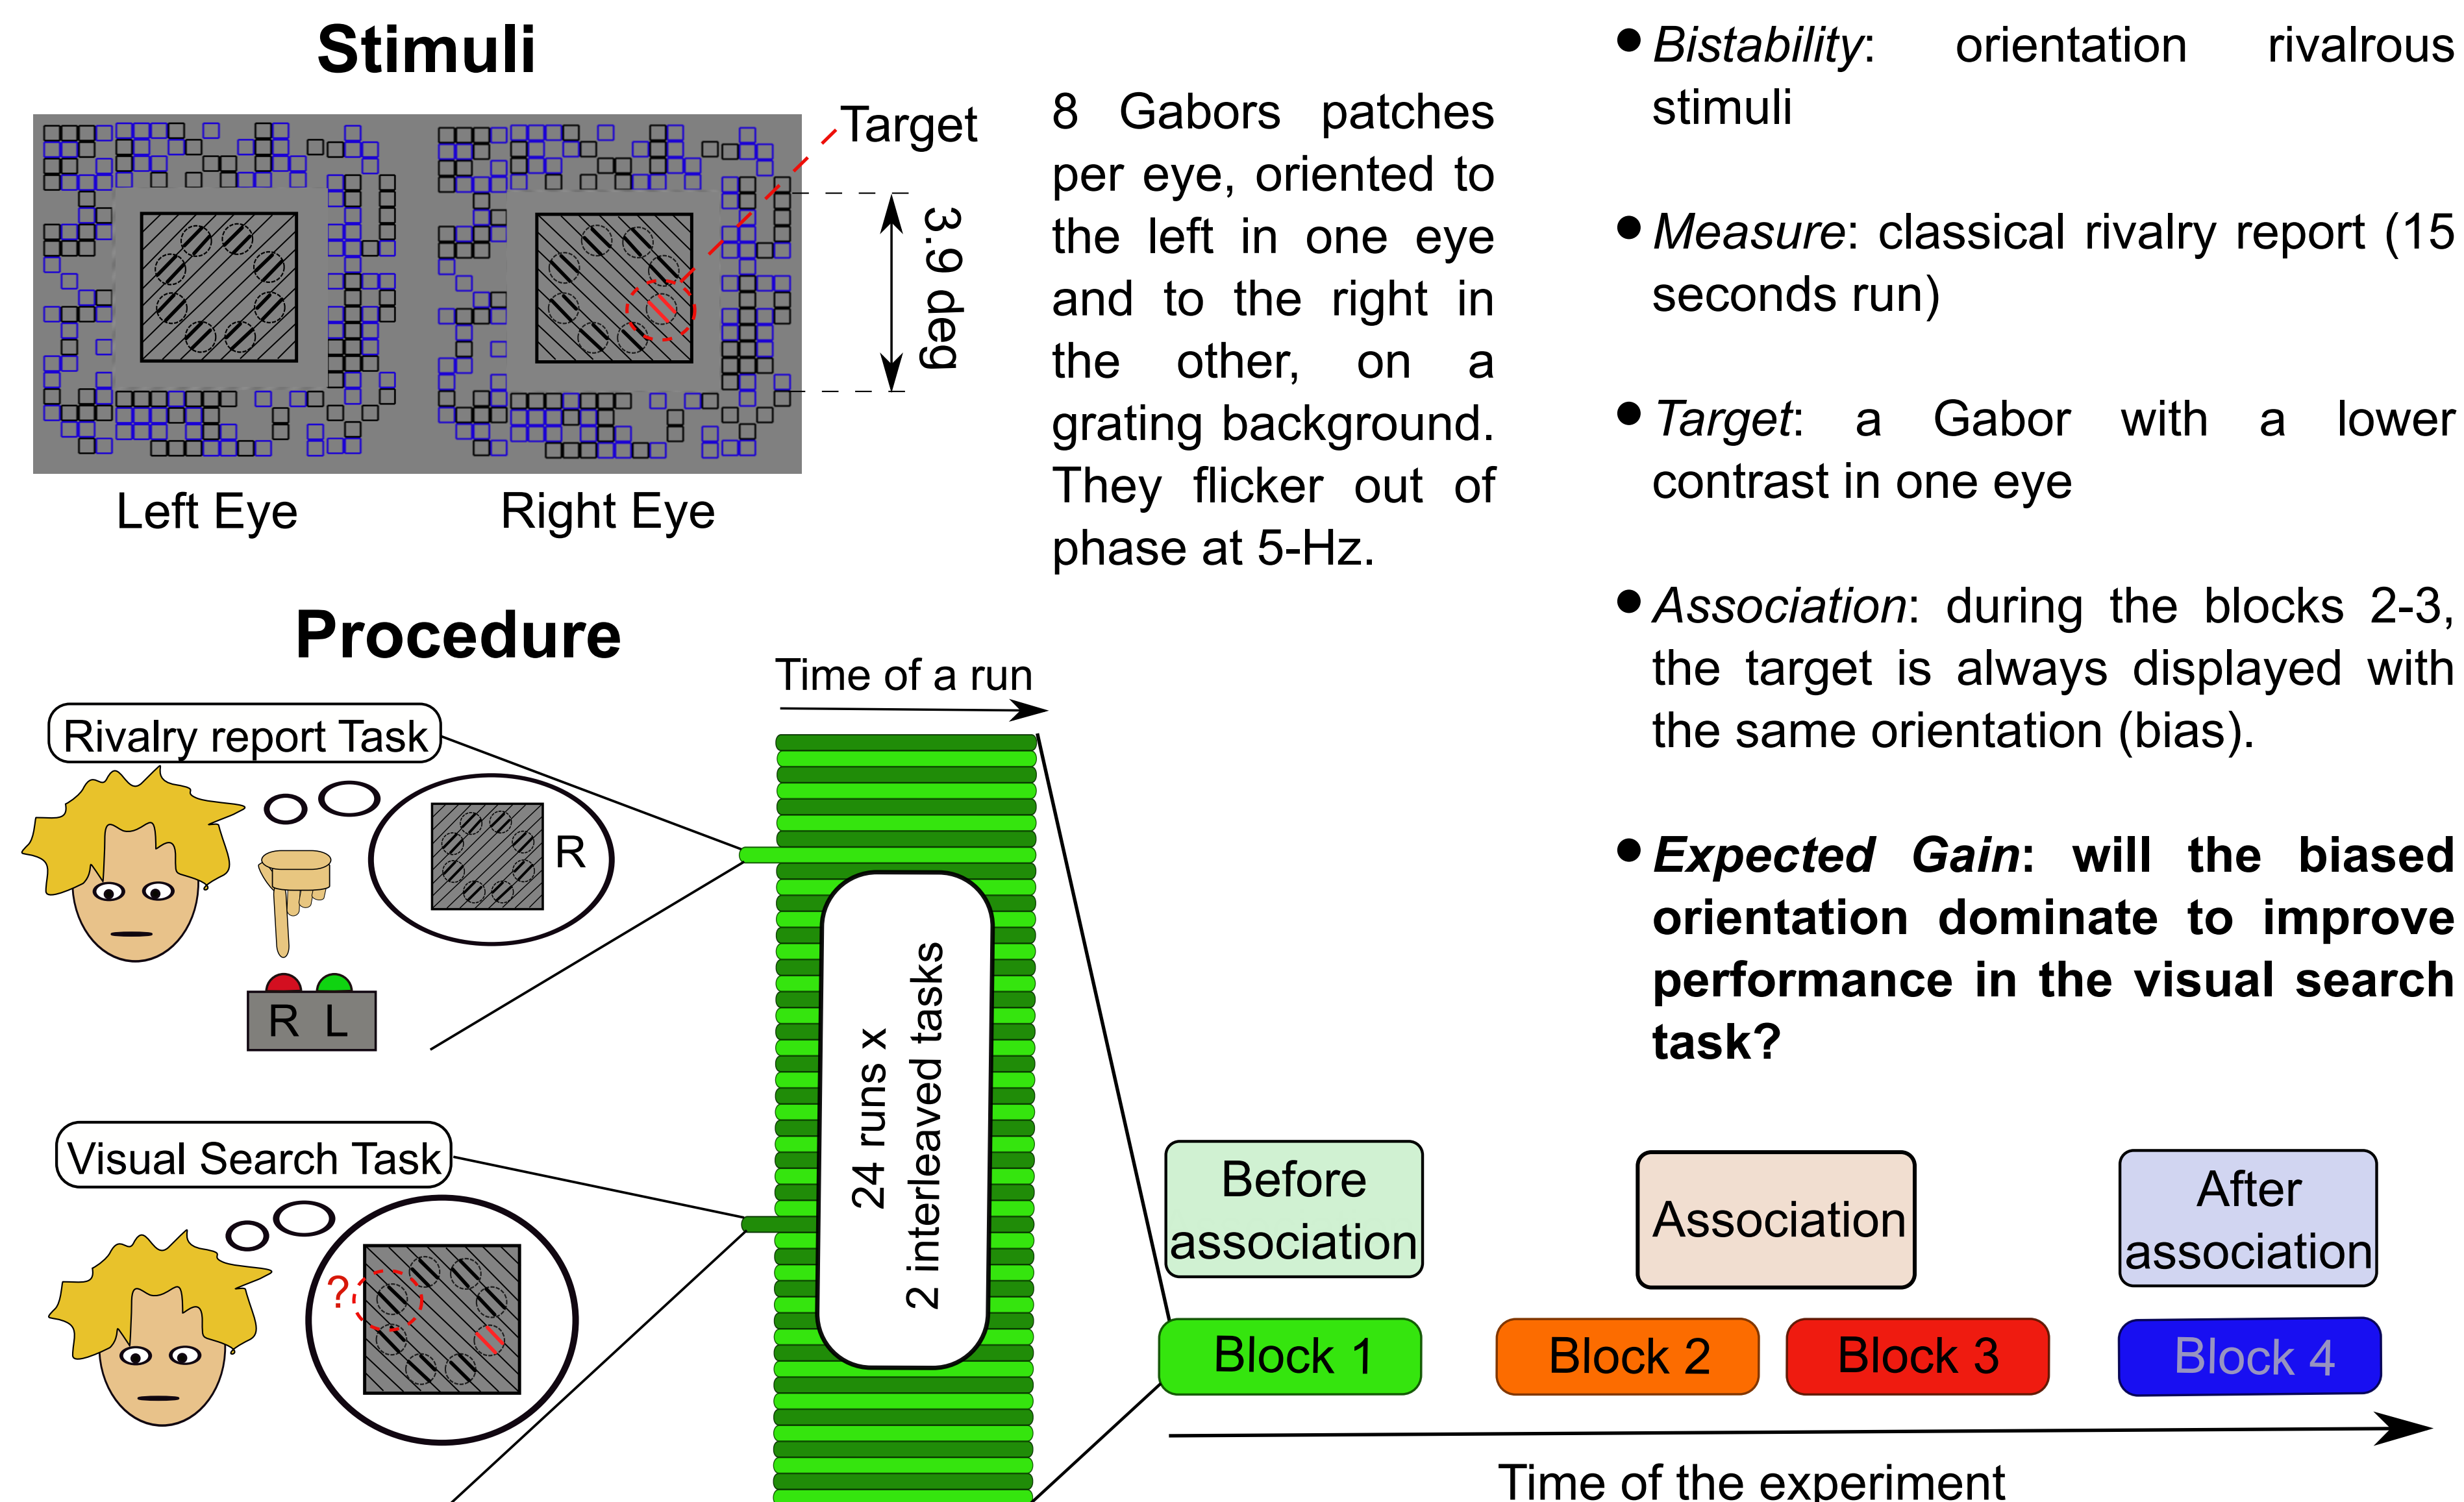 Stimuli
Target
3.9 deg
Left Eye
Right Eye
8 Gabors patches
per eye, oriented to
the left in one eye
and to the right in
the other, on a
grating background.
They flicker out of
phase at 5-Hz.
• Bistability: orientation rivalrous
stimuli
• Measure: classical rivalry report (15
seconds run)
• Target: a Gabor with a lower
contrast in one eye
• Association: during the blocks 2-3,
the target is always displayed with
the same orientation (bias).
• Expected Gain: will the biased
orientation dominate to improve
performance in the visual search
task?
Procedure
Time of a run
Rivalry report Task
R
R L
Visual Search Task
?
24 runs x
2 interleaved tasks
Before
association
Association
After
association
Block 1
Block 2
Block 3
Block 4
Time of the experiment